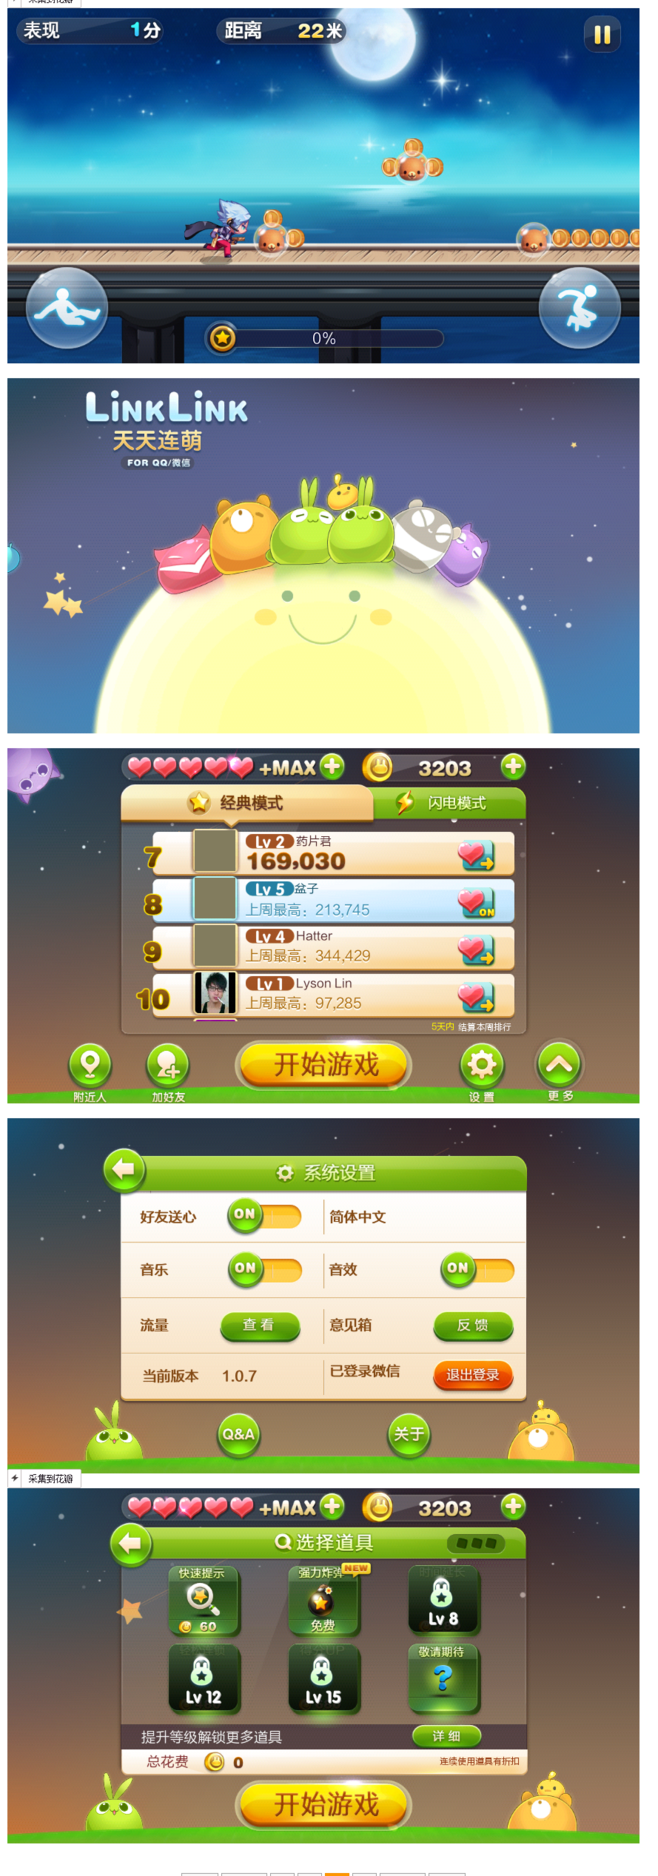 采集到花瓣
表现 1分 距离 22米
0%
LINKLINK
天天连萌
FOR QQ/微信
+MAX 3203
经典模式 闪电模式
7 Lv 2 药片君
169,030
8 Lv 5 盆子
上周最高：213,745
ON
9 Lv 4 Hatter
上周最高：344,429
10 Lv 1 Lyson Lin
上周最高：97,285
5天内 结算本周排行
开始游戏
附近人 加好友 设置 更多
系统设置
好友送心 ON 简体中文
音乐 ON 音效 ON
流量 查看 意见箱 反馈
当前版本 1.0.7 已登录微信 退出登录
Q&A 关于
采集到花瓣
+MAX 3203
选择道具
快速提示 强力炸弹 NEW
60 免费 Lv 8
敬请期待
Lv 12 Lv 15 ?
提升等级解锁更多道具 详细
总花费 0 连续使用道具有折扣
开始游戏